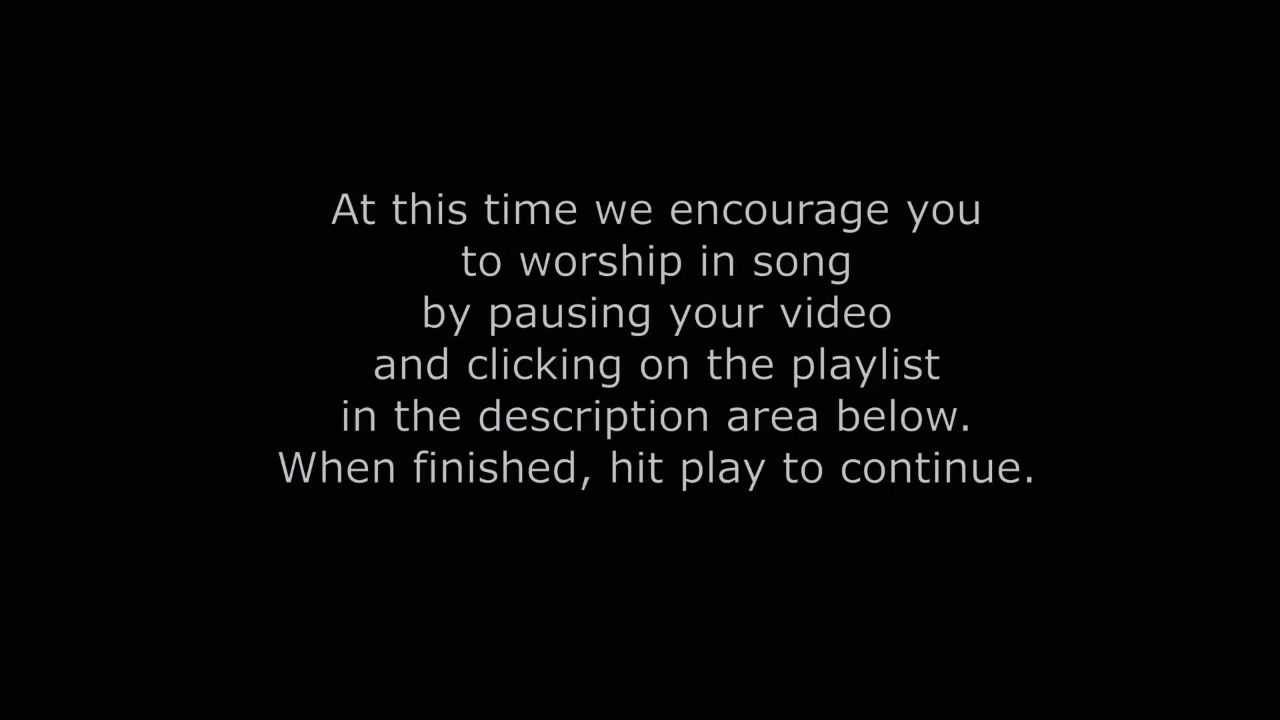 At this time we encourage you
to worship in song
by pausing your video
and clicking on the playlist
in the description area below.
When finished, hit play to continue.